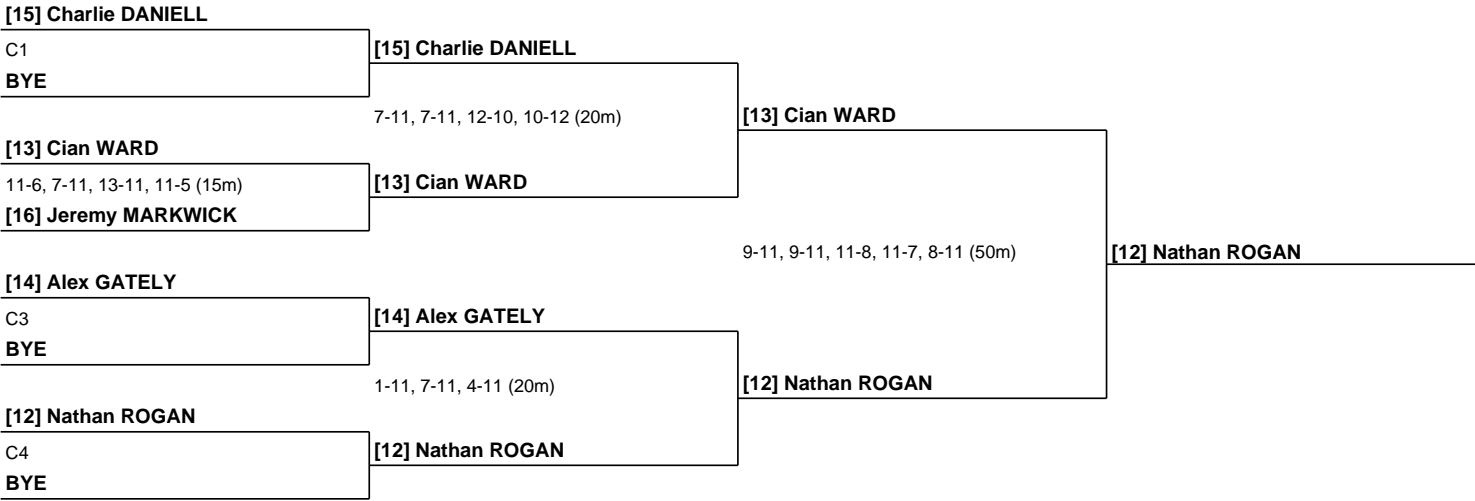 [15] Charlie DANIELL
C1
BYE
[15] Charlie DANIELL
7-11, 7-11, 12-10, 10-12 (20m)
[13] Cian WARD
[13] Cian WARD
11-6, 7-11, 13-11, 11-5 (15m)
[16] Jeremy MARKWICK
[13] Cian WARD
9-11, 9-11, 11-8, 11-7, 8-11 (50m)
[12] Nathan ROGAN
[14] Alex GATELY
C3
BYE
[14] Alex GATELY
1-11, 7-11, 4-11 (20m)
[12] Nathan ROGAN
[12] Nathan ROGAN
C4
BYE
[12] Nathan ROGAN